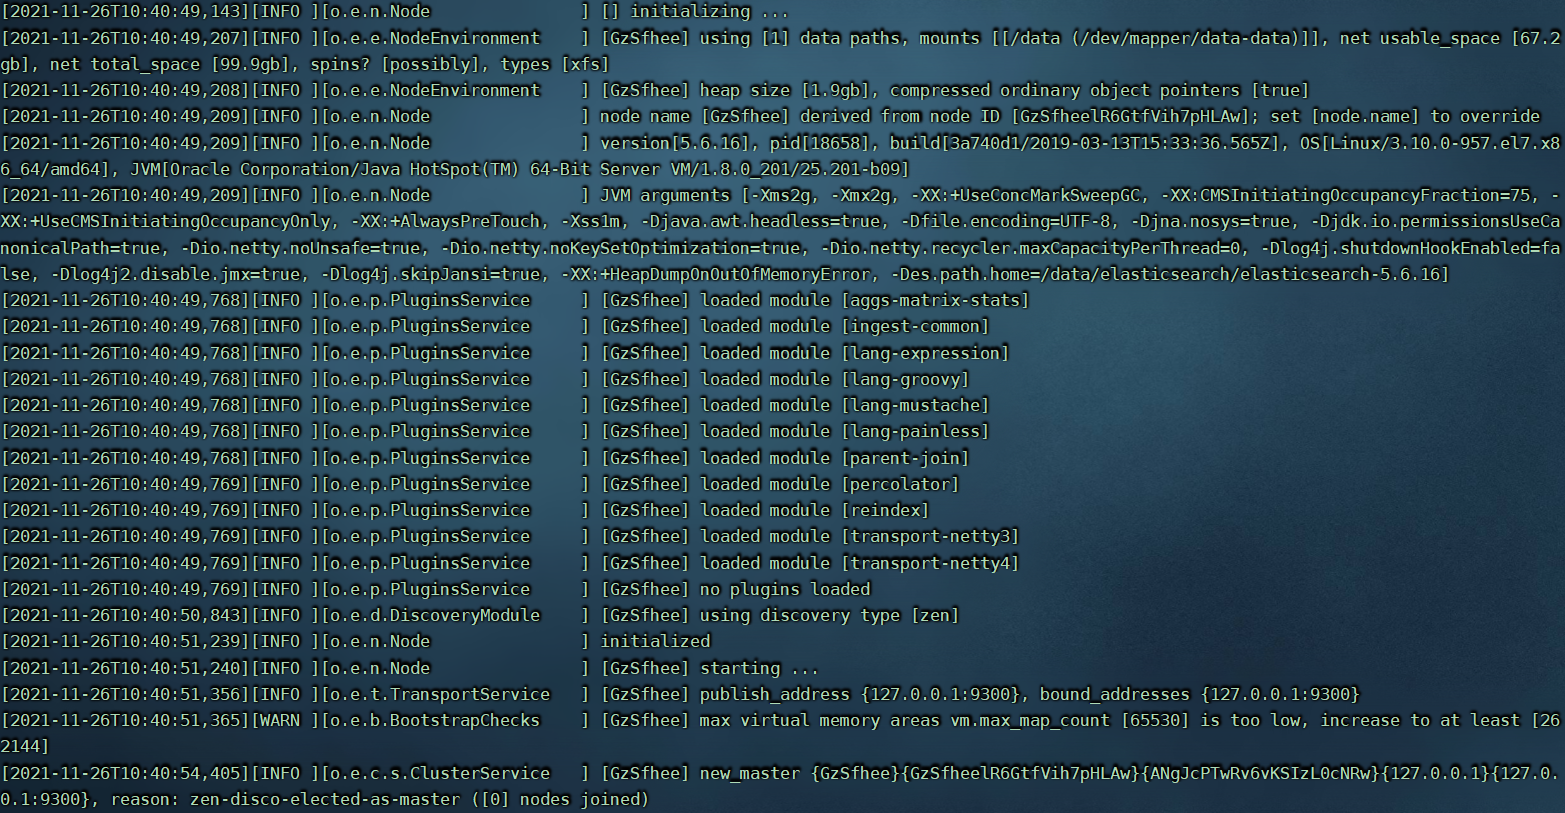 [2021-11-26T10:40:49,143][INFO ][o.e.n.Node               ] [] initializing ...
[2021-11-26T10:40:49,207][INFO ][o.e.e.NodeEnvironment    ] [GzSfhee] using [1] data paths, mounts [[/data (/dev/mapper/data-data)]], net usable_space [67.2
gb], net total_space [99.9gb], spins? [possibly], types [xfs]
[2021-11-26T10:40:49,208][INFO ][o.e.e.NodeEnvironment    ] [GzSfhee] heap size [1.9gb], compressed ordinary object pointers [true]
[2021-11-26T10:40:49,209][INFO ][o.e.n.Node               ] node name [GzSfhee] derived from node ID [GzSfheelR6GtfVih7pHLAw]; set [node.name] to override
[2021-11-26T10:40:49,209][INFO ][o.e.n.Node               ] version[5.6.16], pid[18658], build[3a740d1/2019-03-13T15:33:36.565Z], OS[Linux/3.10.0-957.el7.x8
6_64/amd64], JVM[Oracle Corporation/Java HotSpot(TM) 64-Bit Server VM/1.8.0_201/25.201-b09]
[2021-11-26T10:40:49,209][INFO ][o.e.n.Node               ] JVM arguments [-Xms2g, -Xmx2g, -XX:+UseConcMarkSweepGC, -XX:CMSInitiatingOccupancyFraction=75, -
XX:+UseCMSInitiatingOccupancyOnly, -XX:+AlwaysPreTouch, -Xss1m, -Djava.awt.headless=true, -Dfile.encoding=UTF-8, -Djna.nosys=true, -Djdk.io.permissionsUseCa
nonicalPath=true, -Dio.netty.noUnsafe=true, -Dio.netty.noKeySetOptimization=true, -Dio.netty.recycler.maxCapacityPerThread=0, -Dlog4j.shutdownHookEnabled=fa
lse, -Dlog4j2.disable.jmx=true, -Dlog4j.skipJansi=true, -XX:+HeapDumpOnOutOfMemoryError, -Des.path.home=/data/elasticsearch/elasticsearch-5.6.16]
[2021-11-26T10:40:49,768][INFO ][o.e.p.PluginsService     ] [GzSfhee] loaded module [aggs-matrix-stats]
[2021-11-26T10:40:49,768][INFO ][o.e.p.PluginsService     ] [GzSfhee] loaded module [ingest-common]
[2021-11-26T10:40:49,768][INFO ][o.e.p.PluginsService     ] [GzSfhee] loaded module [lang-expression]
[2021-11-26T10:40:49,768][INFO ][o.e.p.PluginsService     ] [GzSfhee] loaded module [lang-groovy]
[2021-11-26T10:40:49,768][INFO ][o.e.p.PluginsService     ] [GzSfhee] loaded module [lang-mustache]
[2021-11-26T10:40:49,768][INFO ][o.e.p.PluginsService     ] [GzSfhee] loaded module [lang-painless]
[2021-11-26T10:40:49,768][INFO ][o.e.p.PluginsService     ] [GzSfhee] loaded module [parent-join]
[2021-11-26T10:40:49,769][INFO ][o.e.p.PluginsService     ] [GzSfhee] loaded module [percolator]
[2021-11-26T10:40:49,769][INFO ][o.e.p.PluginsService     ] [GzSfhee] loaded module [reindex]
[2021-11-26T10:40:49,769][INFO ][o.e.p.PluginsService     ] [GzSfhee] loaded module [transport-netty3]
[2021-11-26T10:40:49,769][INFO ][o.e.p.PluginsService     ] [GzSfhee] loaded module [transport-netty4]
[2021-11-26T10:40:49,769][INFO ][o.e.p.PluginsService     ] [GzSfhee] no plugins loaded
[2021-11-26T10:40:50,843][INFO ][o.e.d.DiscoveryModule    ] [GzSfhee] using discovery type [zen]
[2021-11-26T10:40:51,239][INFO ][o.e.n.Node               ] initialized
[2021-11-26T10:40:51,240][INFO ][o.e.n.Node               ] [GzSfhee] starting ...
[2021-11-26T10:40:51,356][INFO ][o.e.t.TransportService   ] [GzSfhee] publish_address {127.0.0.1:9300}, bound_addresses {127.0.0.1:9300}
[2021-11-26T10:40:51,365][WARN ][o.e.b.BootstrapChecks    ] [GzSfhee] max virtual memory areas vm.max_map_count [65530] is too low, increase to at least [26
2144]
[2021-11-26T10:40:54,405][INFO ][o.e.c.s.ClusterService   ] [GzSfhee] new_master {GzSfhee}{GzSfheelR6GtfVih7pHLAw}{ANgJcPTwRv6vKSIzL0cNRw}{127.0.0.1}{127.0.
0.1:9300}, reason: zen-disco-elected-as-master ([0] nodes joined)